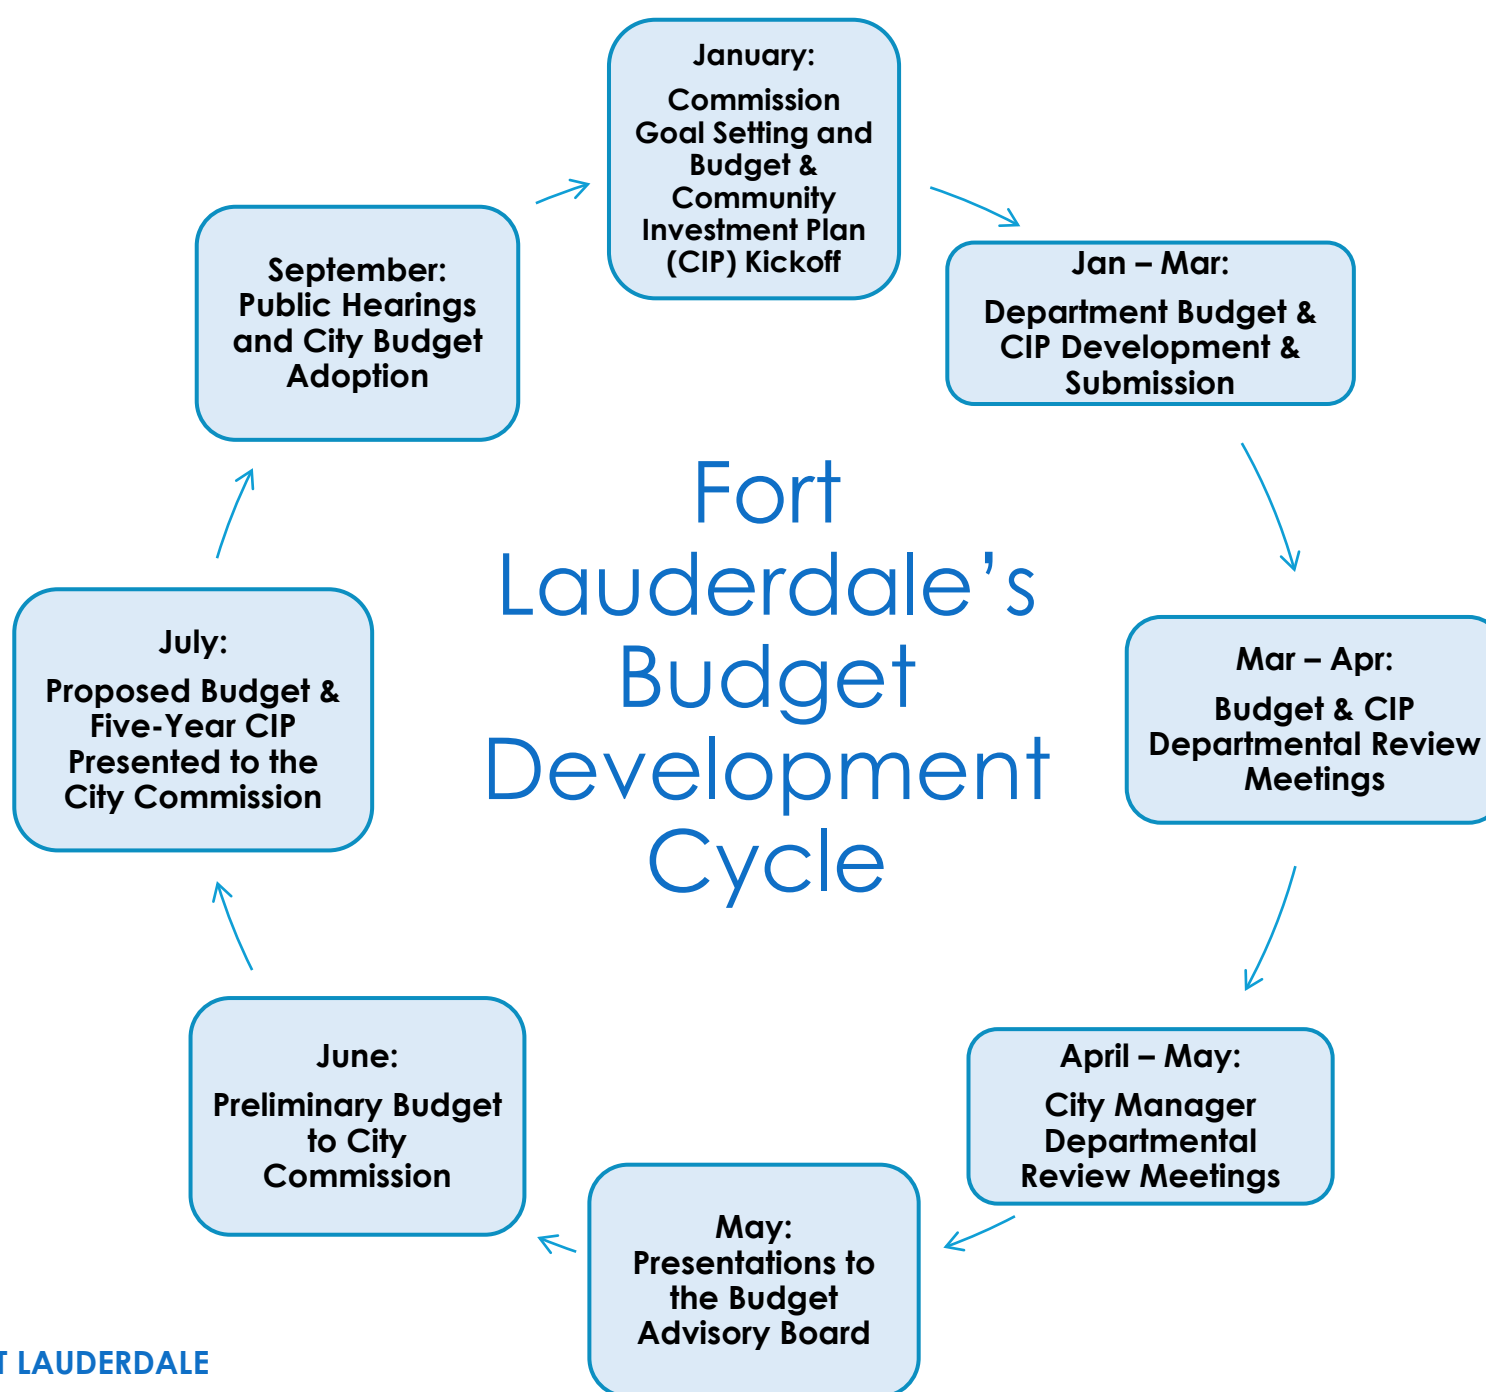 January:
Commission
Goal Setting and
Budget &
Community
Investment Plan
(CIP) Kickoff
Jan – Mar:
Department Budget &
CIP Development &
Submission
Mar – Apr:
Budget & CIP
Departmental Review
Meetings
April – May:
City Manager
Departmental
Review Meetings
May:
Presentations to
the Budget
Advisory Board
June:
Preliminary Budget
to City
Commission
July:
Proposed Budget &
Five-Year CIP
Presented to the
City Commission
September:
Public Hearings
and City Budget
Adoption
Fort
Lauderdale’s
Budget
Development
Cycle
T LAUDERDALE